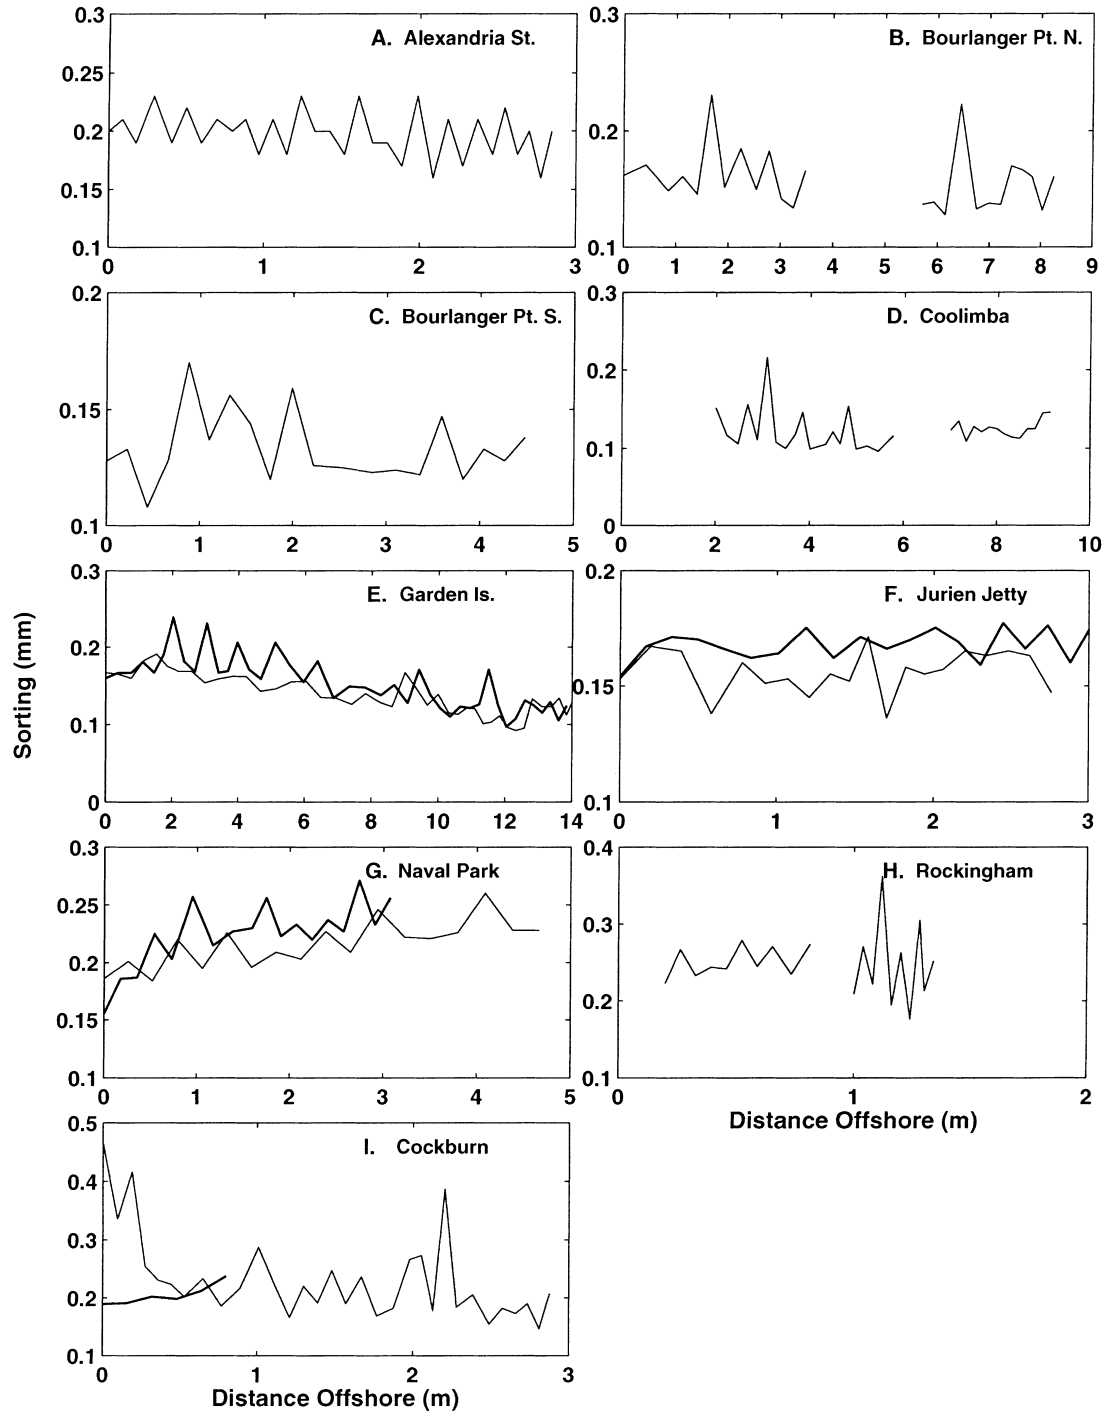 0.3
A. Alexandria St.
0.25
0.2
0.15
0.1
0 1 2 3
0.3
B. Bourlanger Pt. N.
0.2
0.1
0 1 2 3 4 5 6 7 8 9
0.2
C. Bourlanger Pt. S.
0.15
0.1
0 1 2 3 4 5
0.3
D. Coolimba
0.2
0.1
0
0 2 4 6 8 10
Sorting (mm)
0.3
E. Garden Is.
0.2
0.1
0
0 2 4 6 8 10 12 14
0.2
F. Jurien Jetty
0.15
0.1
0 1 2 3
0.3
G. Naval Park
0.25
0.2
0.15
0.1
0 1 2 3 4 5
0.4
H. Rockingham
0.3
0.2
0.1
0 1 2
Distance Offshore (m)
0.5
I. Cockburn
0.4
0.3
0.2
0.1
0 1 2 3
Distance Offshore (m)